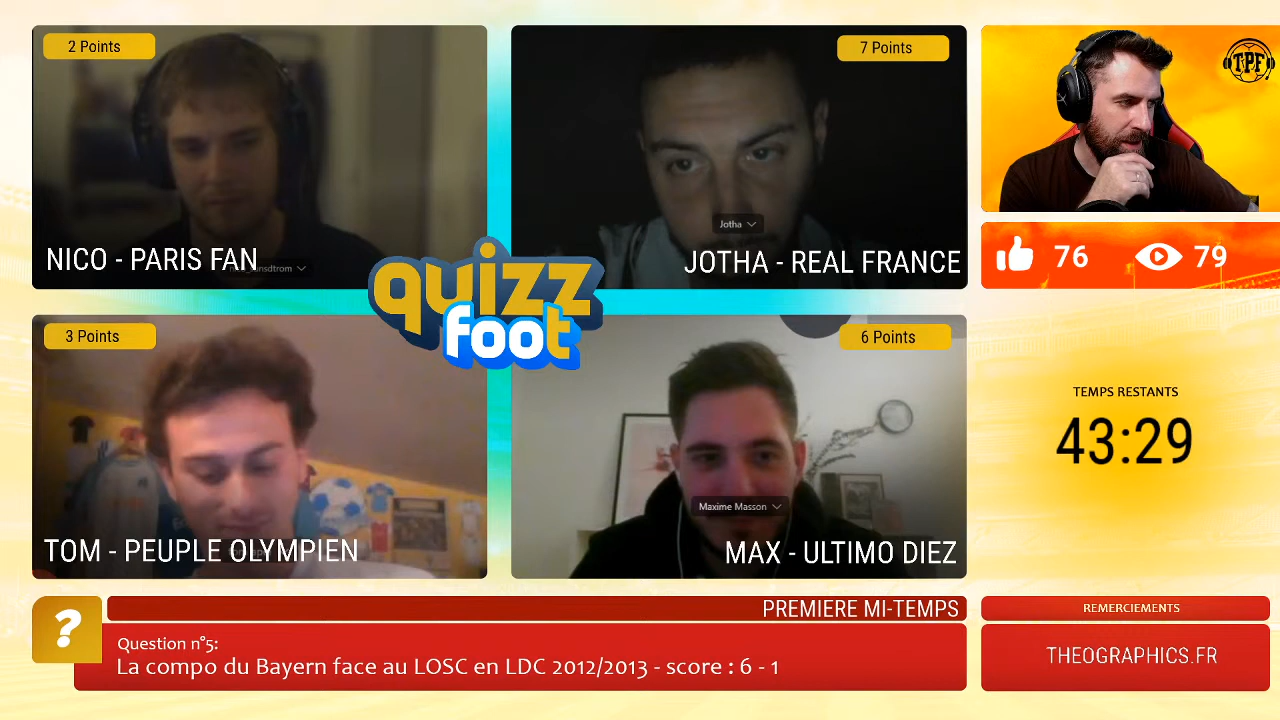 2 Points
7 Points
TPF
Jotha
NICO - PARIS FAN
JOTHA - REAL FRANCE
76
79
quizz
foot
3 Points
6 Points
TEMPS RESTANTS
43:29
Maxime Masson
TOM - PEUPLE OLYMPIEN
MAX - ULTIMO DIEZ
PREMIERE MI-TEMPS
REMERCIEMENTS
?
Question n°5:
La compo du Bayern face au LOSC en LDC 2012/2013 - score : 6 - 1
THEOGRAPHICS.FR